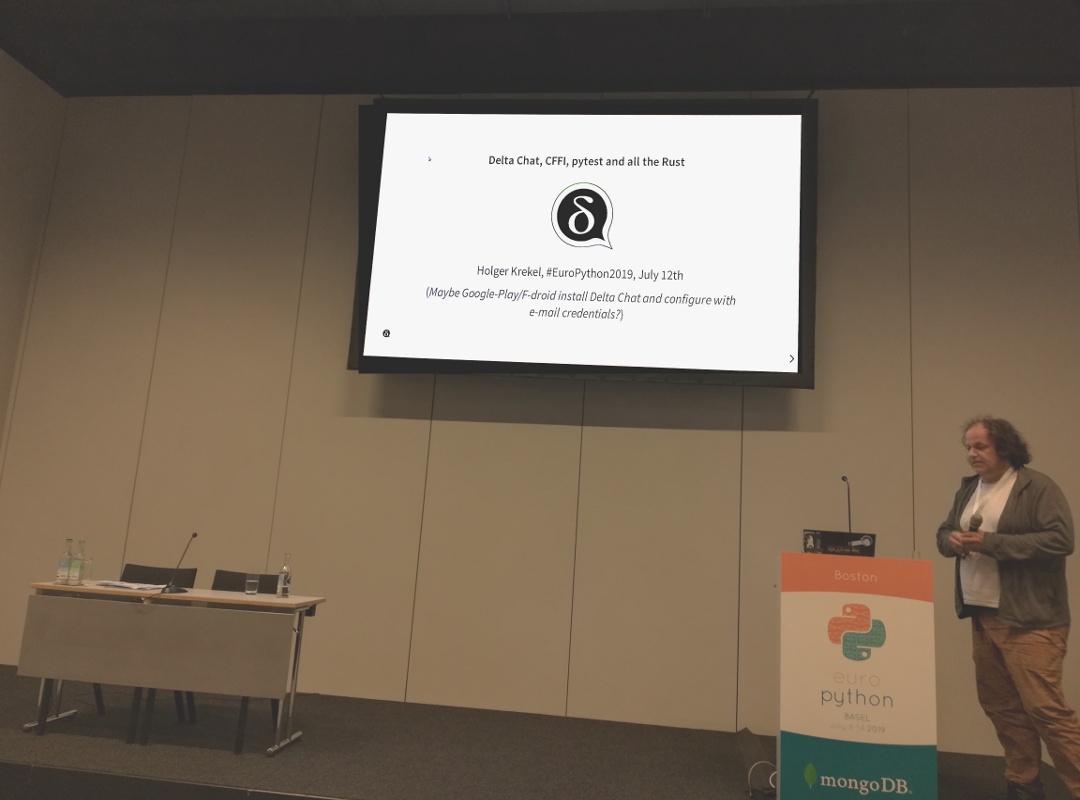 Delta Chat, CFFI, pytest and all the Rust
δ
Holger Krekel, #EuroPython2019, July 12th
(Maybe Google-Play/F-droid install Delta Chat and configure with
e-mail credentials?)
Boston
euro
python
BASEL
2019
mongoDB